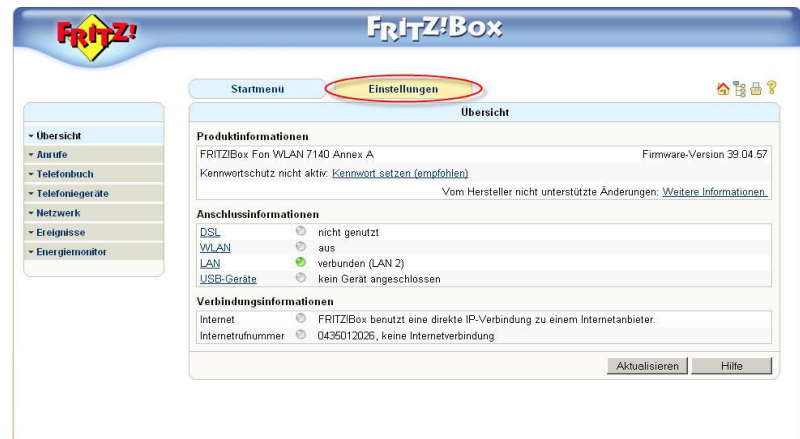 FRITZ!
FRITZ!Box
Startmenü
Einstellungen
Übersicht
Übersicht
Anrufe
Telefonbuch
Telefoniegeräte
Netzwerk
Ereignisse
Energiemonitor
Produktinformationen
FRITZ!Box Fon WLAN 7140 Annex A Firmware-Version 39.04.57
Kennwortschutz nicht aktiv: Kennwort setzen (empfohlen)
Vom Hersteller nicht unterstützte Änderungen: Weitere Informationen.
Anschlussinformationen
DSL nicht genutzt
WLAN aus
LAN verbunden (LAN 2)
USB-Geräte kein Gerät angeschlossen
Verbindungsinformationen
Internet FRITZ!Box benutzt eine direkte IP-Verbindung zu einem Internetanbieter.
Internetrufnummer 0435012026, keine Internetverbindung
Aktualisieren Hilfe